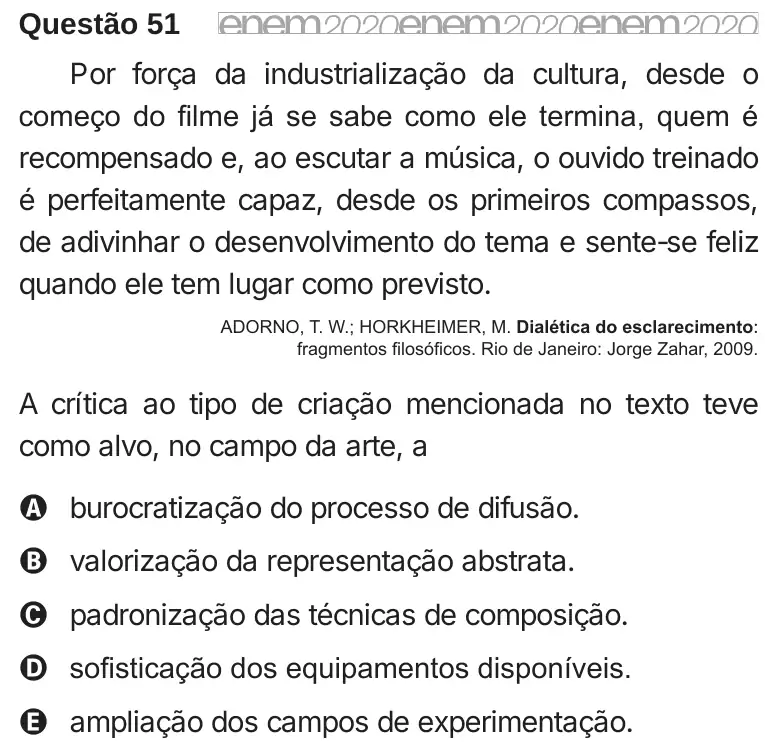 Questão 51 enem2020enem2020enem2020
Por força da industrialização da cultura, desde o
começo do filme já se sabe como ele termina, quem é
recompensado e, ao escutar a música, o ouvido treinado
é perfeitamente capaz, desde os primeiros compassos,
de adivinhar o desenvolvimento do tema e sente-se feliz
quando ele tem lugar como previsto.
ADORNO, T. W.; HORKHEIMER, M. Dialética do esclarecimento:
fragmentos filosóficos. Rio de Janeiro: Jorge Zahar, 2009.
A crítica ao tipo de criação mencionada no texto teve
como alvo, no campo da arte, a
A burocratização do processo de difusão.
B valorização da representação abstrata.
C padronização das técnicas de composição.
D sofisticação dos equipamentos disponíveis.
E ampliação dos campos de experimentação.